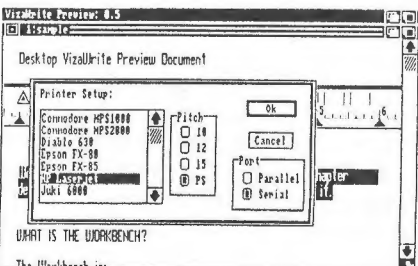 VizaWrite Preview: 0.5
Desktop VizaWrite Preview Document
Printer Setup:
Commodore MPS1000
Commodore MPS2000
Diablo 630
Epson FX-80
Epson FX-85
HP LaserJet
Juki 6000
Pitch
10
12
15
PS
Ok
Cancel
Port
Parallel
Serial
5
6
WHAT IS THE WORKBENCH?
The Workbench is: